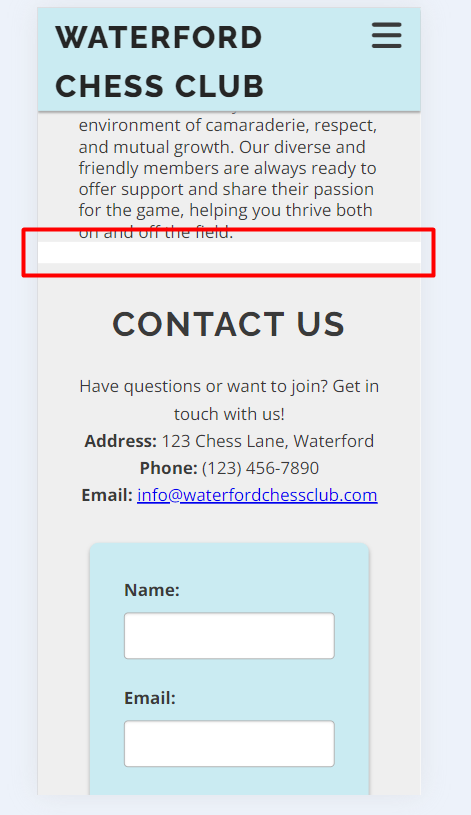 WATERFORD
CHESS CLUB
environment of camaraderie, respect,
and mutual growth. Our diverse and
friendly members are always ready to
offer support and share their passion
for the game, helping you thrive both
on and off the field.
CONTACT US
Have questions or want to join? Get in
touch with us!
Address: 123 Chess Lane, Waterford
Phone: (123) 456-7890
Email: info@waterfordchessclub.com
Name:
Email: